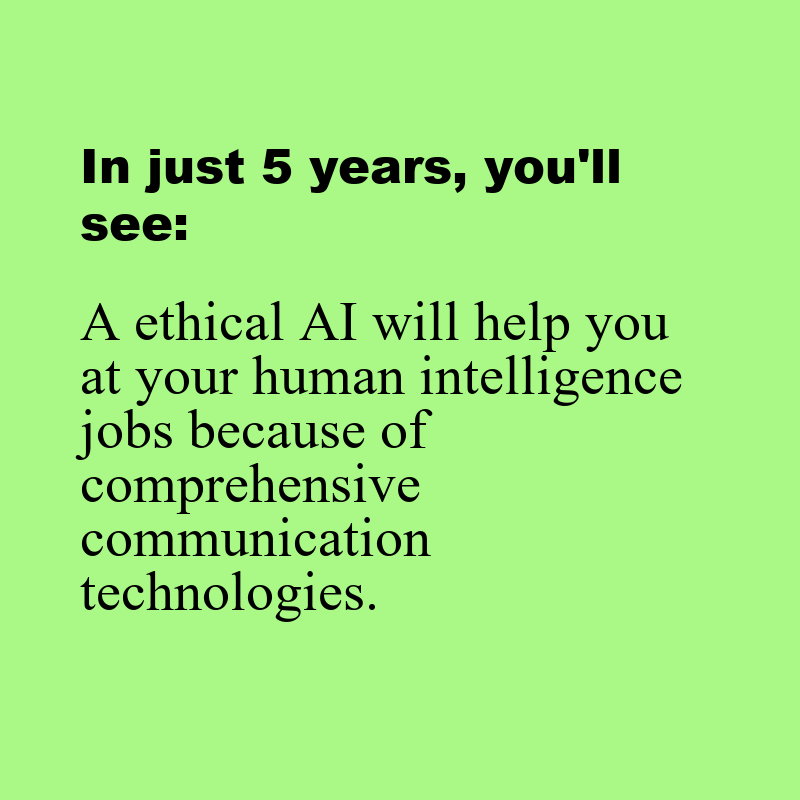 In just 5 years, you'll
see:
A ethical AI will help you
at your human intelligence
jobs because of
comprehensive
communication
technologies.